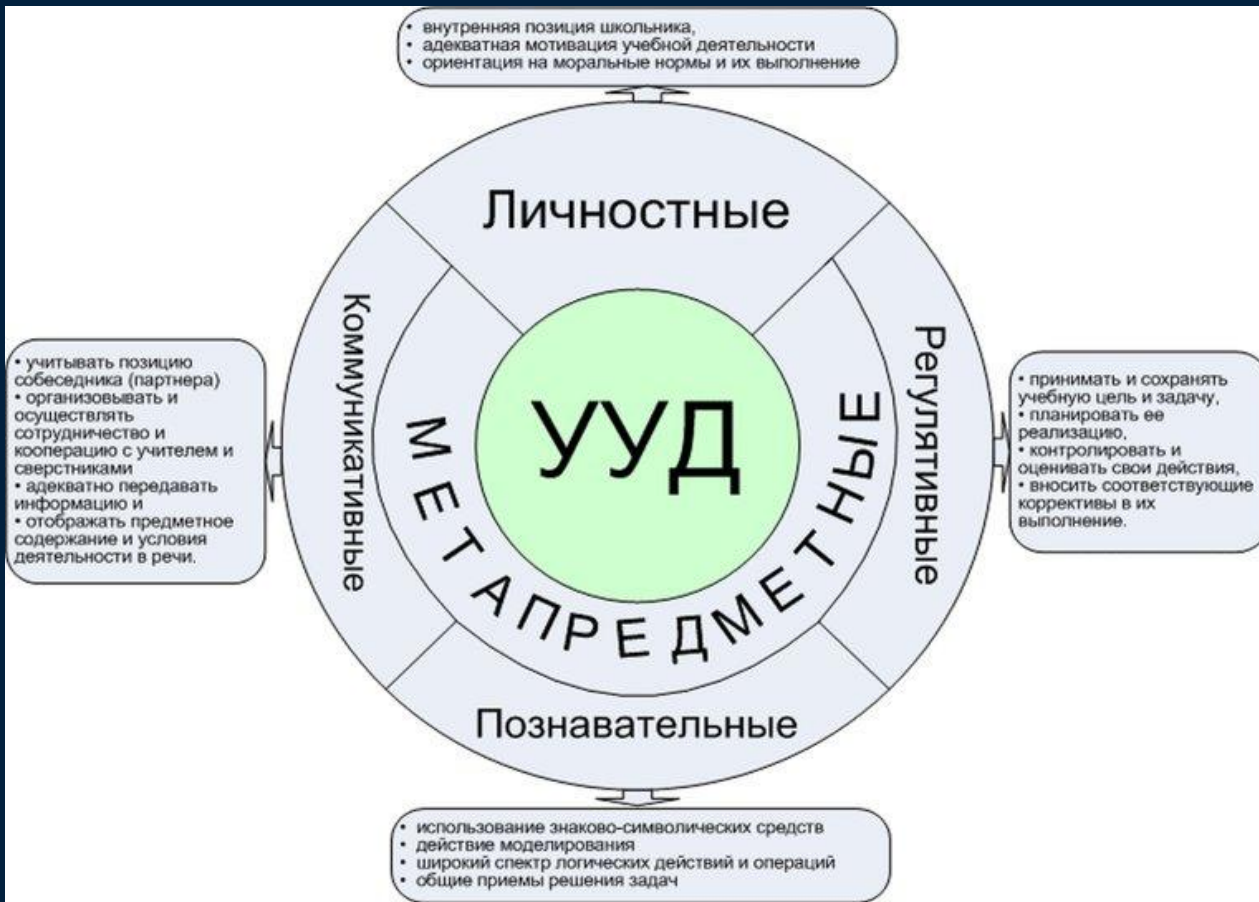 • внутренняя позиция школьника,
• адекватная мотивация учебной деятельности
• ориентация на моральные нормы и их выполнение
Личностные
Коммуникативные
• учитывать позицию
собеседника (партнера)
• организовывать и
осуществлять
сотрудничество и
кооперацию с учителем и
сверстниками
• адекватно передавать
информацию и
• отображать предметное
содержание и условия
деятельности в речи.
УУД
МЕТАПРЕДМЕТНЫЕ
Регулятивные
• принимать и сохранять
учебную цель и задачу,
• планировать ее
реализацию,
• контролировать и
оценивать свои действия,
• вносить соответствующие
коррективы в их
выполнение.
Познавательные
• использование знаково-символических средств
• действие моделирования
• широкий спектр логических действий и операций
• общие приемы решения задач